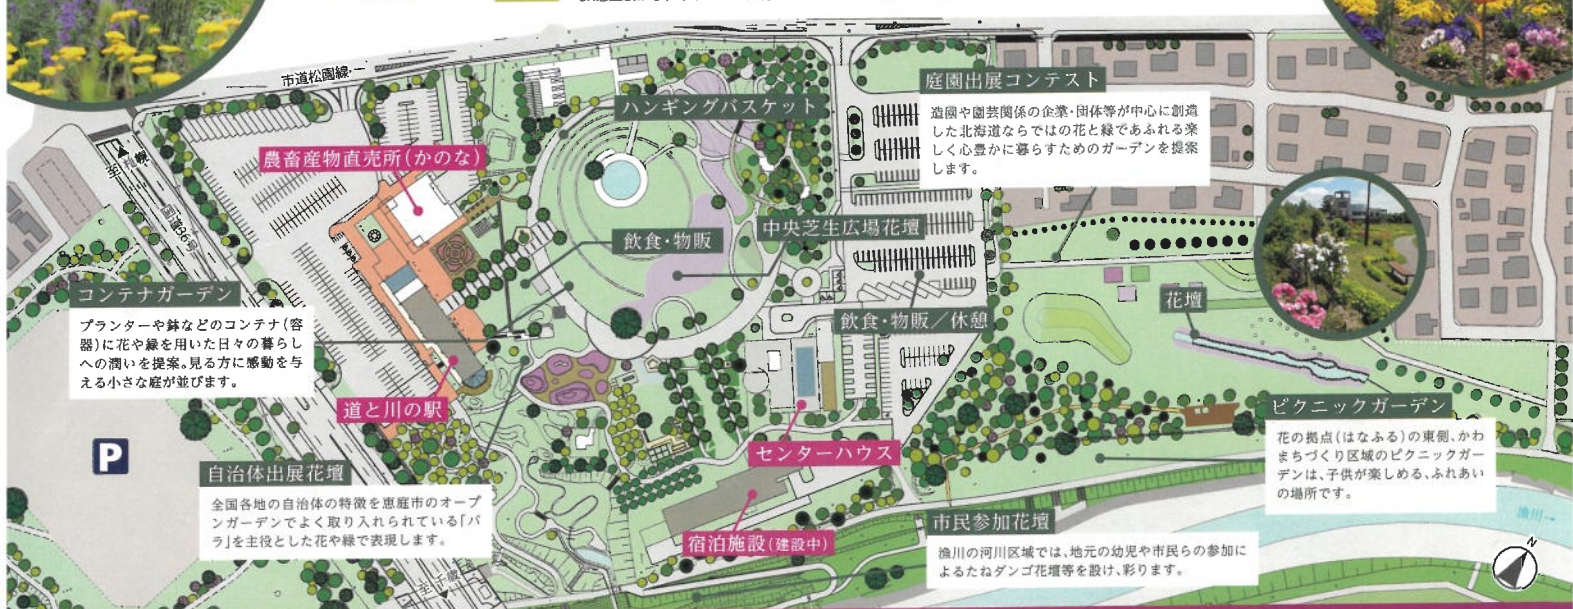 市道松園線
ハンギングバスケット
庭園出展コンテスト
造園や園芸関係の企業・団体等が中心に創造
した北海道ならではの花と緑であふれる楽
しく心豊かに暮らすためのガーデンを提案
します。
至 札幌
農畜産物直売所(かのな)
国道36号
飲食・物販
中央芝生広場花壇
コンテナガーデン
プランターや鉢などのコンテナ(容
器)に花や緑を用いた日々の暮らし
への潤いを提案。見る方に感動を与
える小さな庭が並びます。
飲食・物販/休憩
花壇
道と川の駅
ピクニックガーデン
花の拠点(はなふる)の東側、かわ
まちづくり区域のピクニックガー
デンは、子供が楽しめる、ふれあい
の場所です。
P
センターハウス
自治体出展花壇
全国各地の自治体の特徴を恵庭市のオープ
ンガーデンでよく取り入れられている「バ
ラ」を主役とした花や緑で表現します。
宿泊施設(建設中)
市民参加花壇
漁川の河川区域では、地元の幼児や市民らの参加に
よるたねダンゴ花壇等を設け、彩ります。
漁川→
至 千歳
N